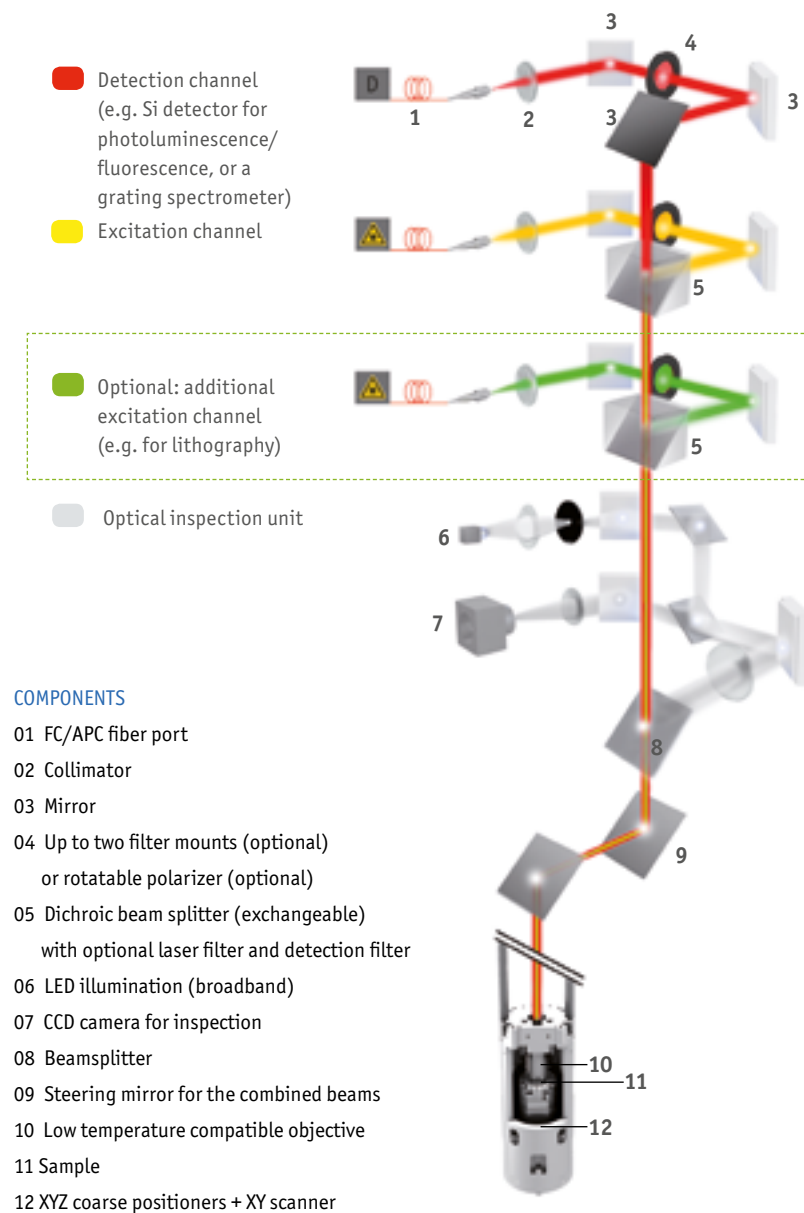 3
4
Detection channel
(e.g. Si detector for
photoluminescence/
fluorescence, or a
grating spectrometer)
D
1
2
3
3
Excitation channel
5
Optional: additional
excitation channel
(e.g. for lithography)
5
Optical inspection unit
6
7
COMPONENTS
01 FC/APC fiber port
02 Collimator
03 Mirror
04 Up to two filter mounts (optional)
or rotatable polarizer (optional)
05 Dichroic beam splitter (exchangeable)
with optional laser filter and detection filter
06 LED illumination (broadband)
07 CCD camera for inspection
08 Beamsplitter
09 Steering mirror for the combined beams
10 Low temperature compatible objective
11 Sample
12 XYZ coarse positioners + XY scanner
8
9
10
11
12